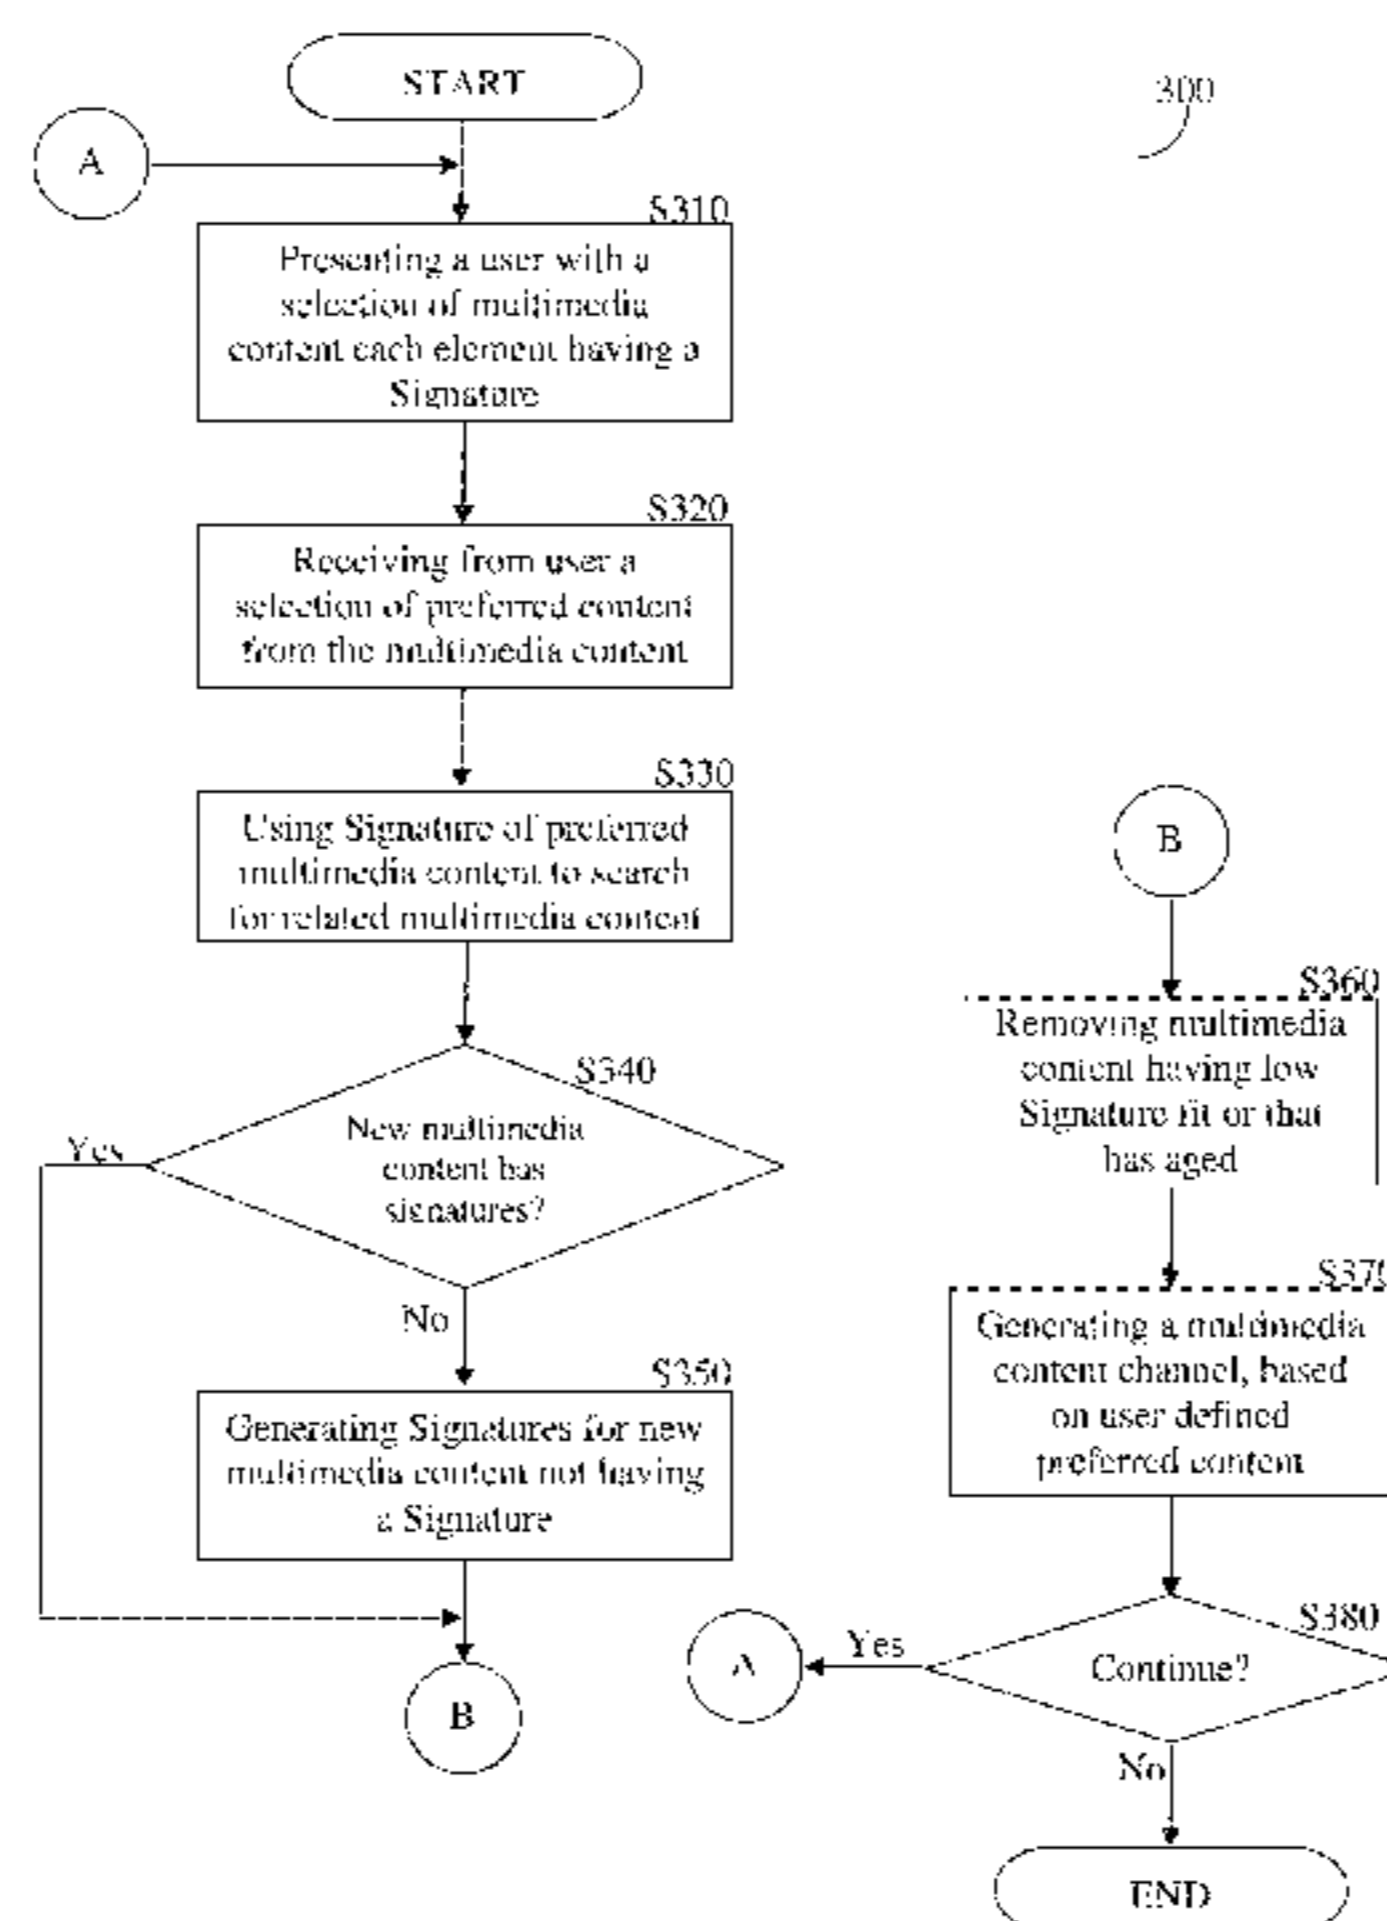 START
300
A
S310
Presenting a user with a
selection of multimedia
content each element having a
Signature
S320
Receiving from user a
selection of preferred content
from the multimedia content
S330
Using Signature of preferred
multimedia content to search
for related multimedia content
S340
New multimedia
content has
signatures?
Yes
No
S350
Generating Signatures for new
multimedia content not having
a Signature
B
B
S360
Removing multimedia
content having low
Signature fit or that
has aged
S370
Generating a multimedia
content channel, based
on user defined
preferred content
S380
Continue?
Yes
A
No
END